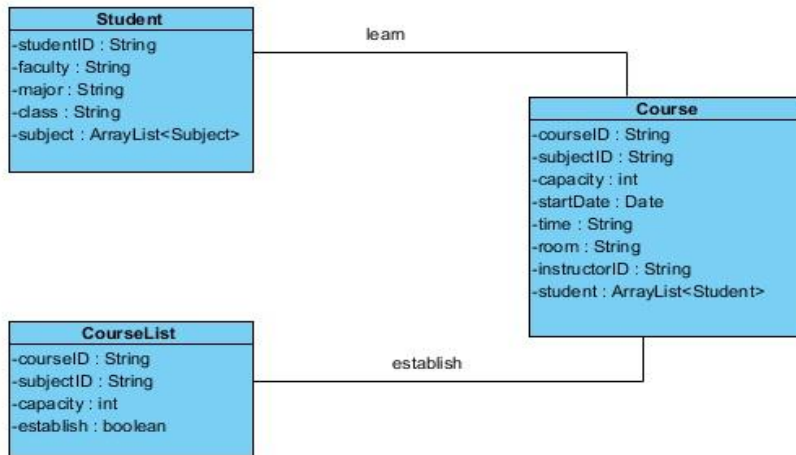 Student
-studentID : String
-faculty : String
-major : String
-class : String
-subject : ArrayList<Subject>
learn
Course
-courseID : String
-subjectID : String
-capacity : int
-startDate : Date
-time : String
-room : String
-instructorID : String
-student : ArrayList<Student>
CourseList
-courseID : String
-subjectID : String
-capacity : int
-establish : boolean
establish